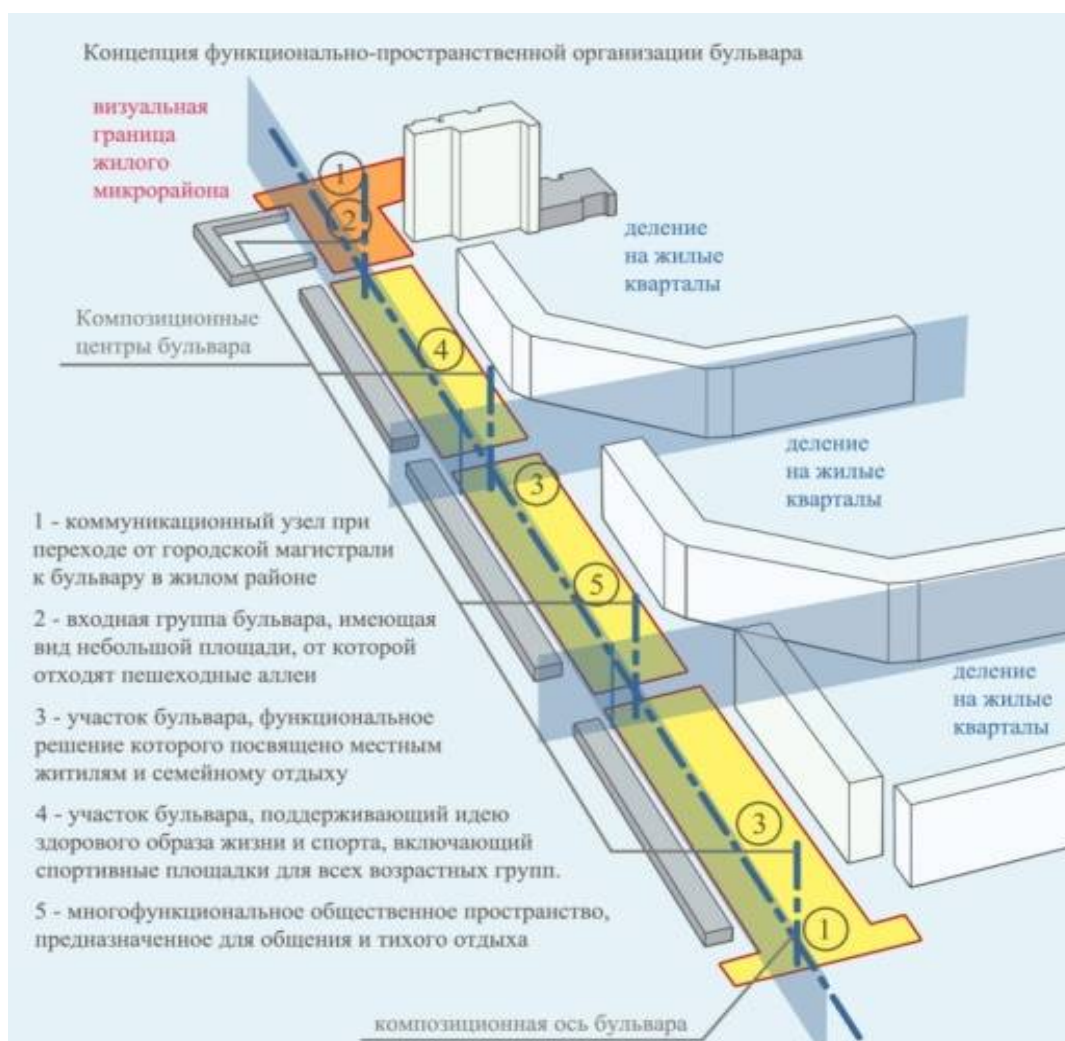 Концепция функционально-пространственной организации бульвара
визуальная
граница
жилого
микрорайона
1
2
деление
на жилые
кварталы
Композиционные
центры бульвара
4
деление
на жилые
кварталы
3
5
1 - коммуникационный узел при
переходе от городской магистрали
к бульвару в жилом районе
2 - входная группа бульвара, имеющая
вид небольшой площади, от которой
отходят пешеходные аллеи
деление
на жилые
кварталы
3 - участок бульвара, функциональное
решение которого посвящено местным
житилям и семейному отдыху
4 - участок бульвара, поддерживающий идею
здорового образа жизни и спорта, включающий
спортивные площадки для всех возрастных групп.
3
5 - многофункциональное общественное пространство,
предназначенное для общения и тихого отдыха
1
композиционная ось бульвара